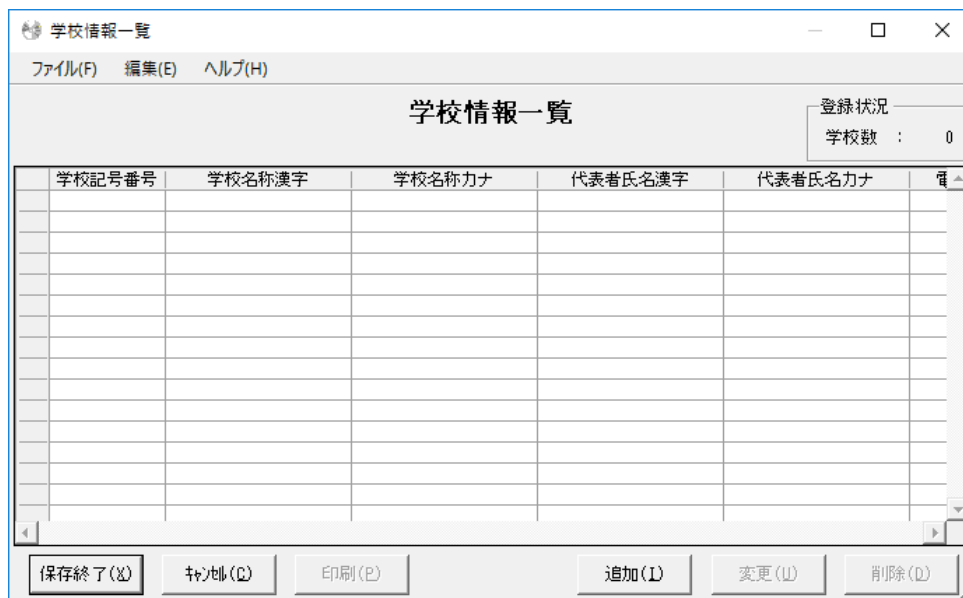 学校情報一覧
ファイル(F) 編集(E) ヘルプ(H)
学校情報一覧
登録状況
学校数 : 0
学校記号番号 学校名称漢字 学校名称カナ 代表者氏名漢字 代表者氏名カナ 電
保存終了(X) キャンセル(C) 印刷(P) 追加(I) 変更(U) 削除(D)